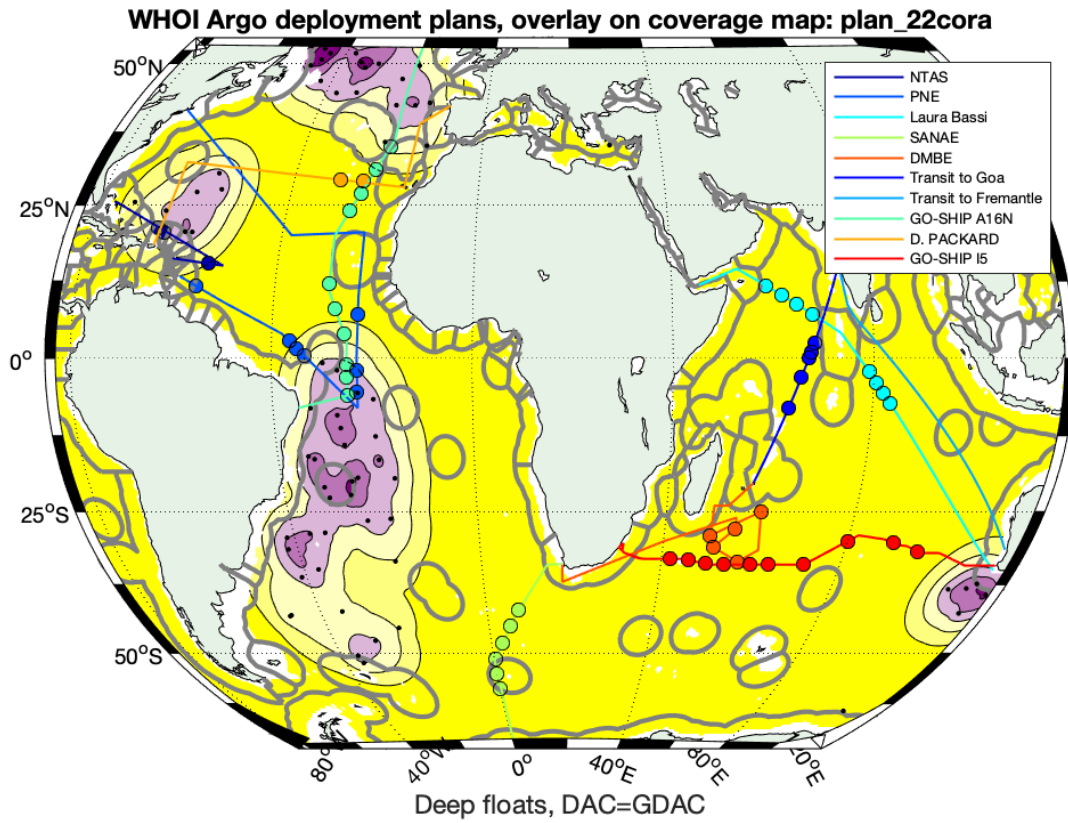 WHOI Argo deployment plans, overlay on coverage map: plan_22cora
50°N
25°N
0°
25°S
50°S
NTAS
PNE
Laura Bassi
SANAE
DMBE
Transit to Goa
Transit to Fremantle
GO-SHIP A16N
D. PACKARD
GO-SHIP I5
40°W
0°
40°E
80°E
Deep floats, DAC=GDAC